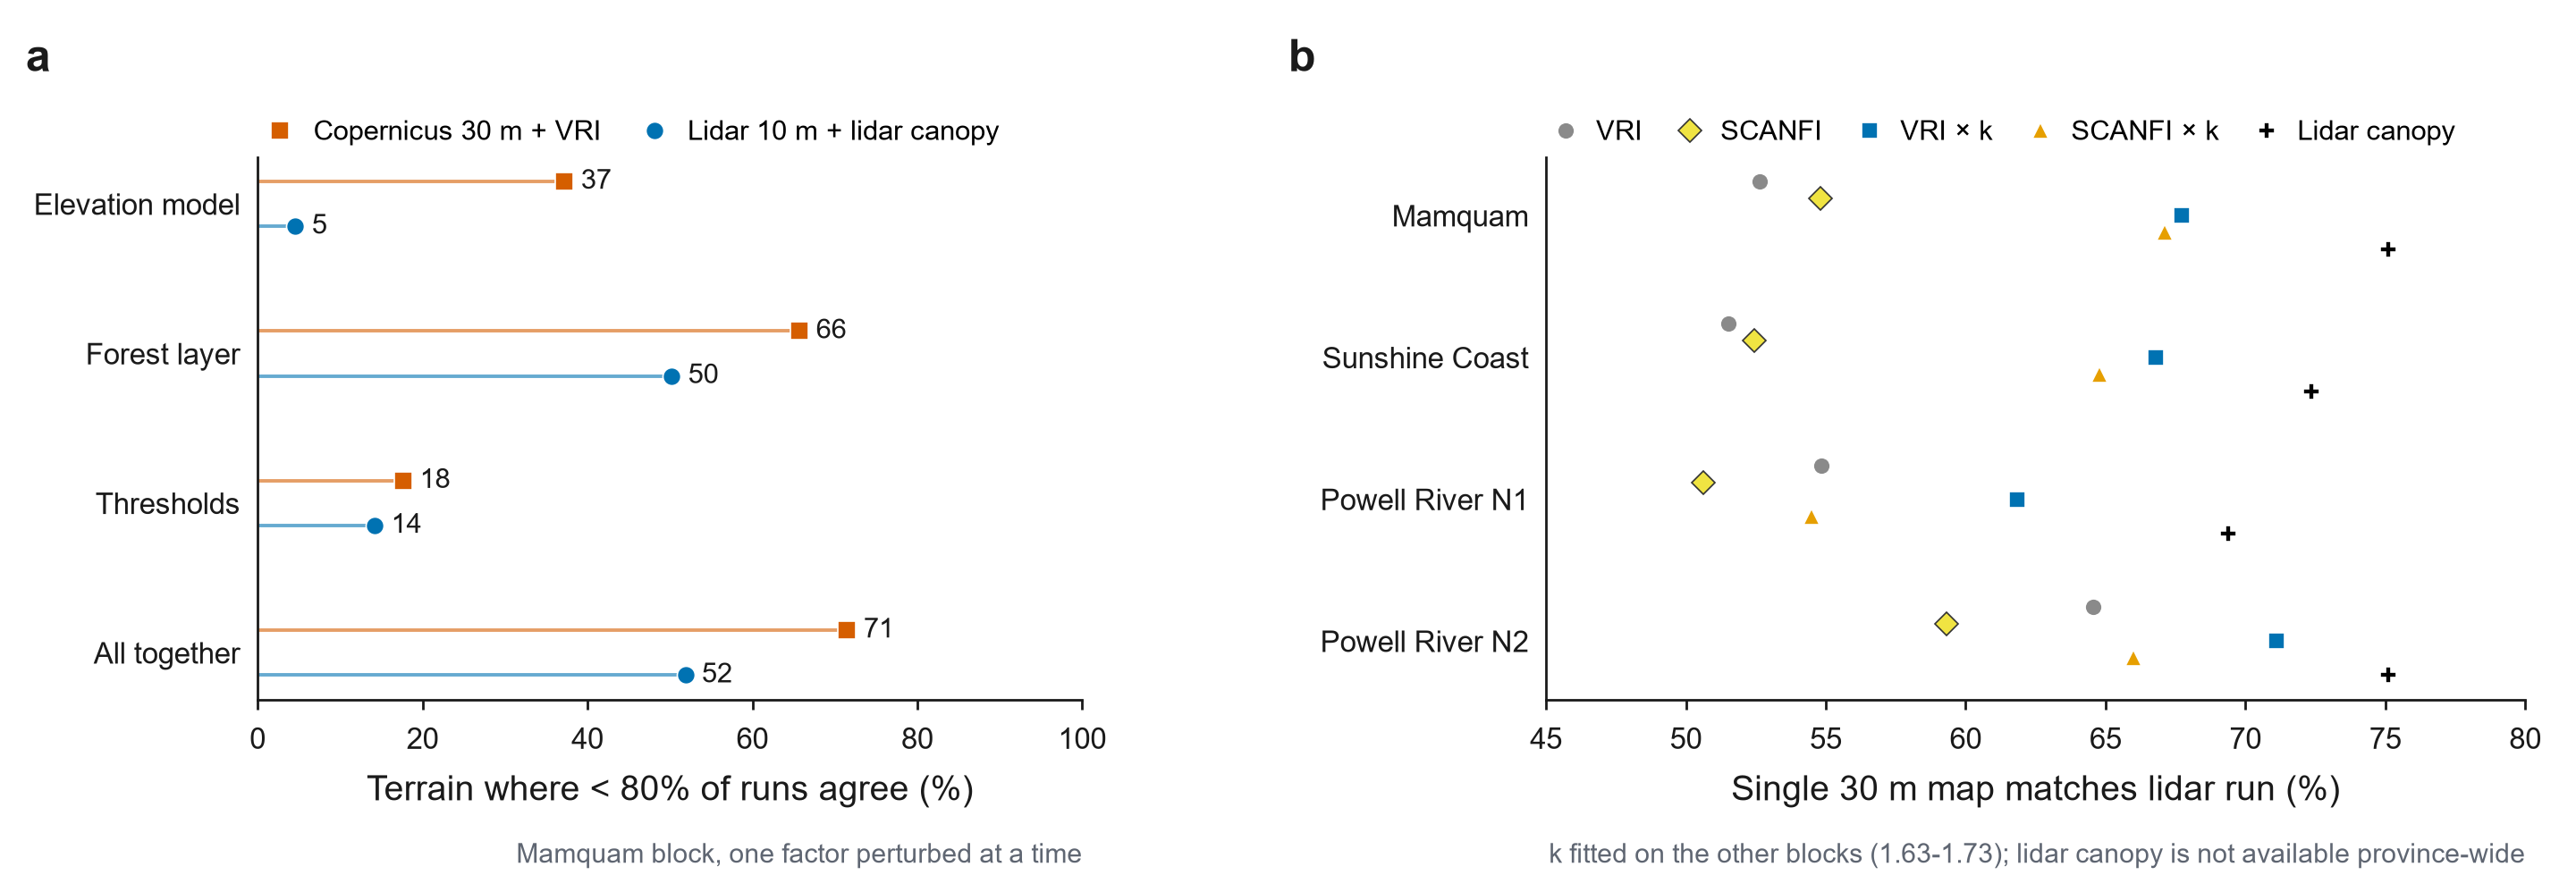 a
Copernicus 30 m + VRI
Lidar 10 m + lidar canopy
Elevation model
37
5
Forest layer
66
50
Thresholds
18
14
All together
71
52
0 20 40 60 80 100
Terrain where < 80% of runs agree (%)
Mamquam block, one factor perturbed at a time
b
VRI
SCANFI
VRI × k
SCANFI × k
Lidar canopy
Mamquam
Sunshine Coast
Powell River N1
Powell River N2
45 50 55 60 65 70 75 80
Single 30 m map matches lidar run (%)
k fitted on the other blocks (1.63-1.73); lidar canopy is not available province-wide